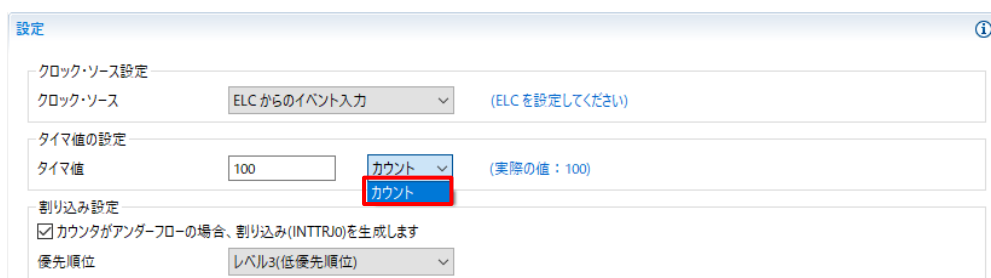 設定
クロック・ソース設定
クロック・ソース ELC からのイベント入力 (ELC を設定してください)
タイマ値の設定
タイマ値 100 カウント (実際の値：100)
カウント
割り込み設定
カウンタがアンダーフローの場合、割り込み(INTTRJ0)を生成します
優先順位 レベル3(低優先順位)